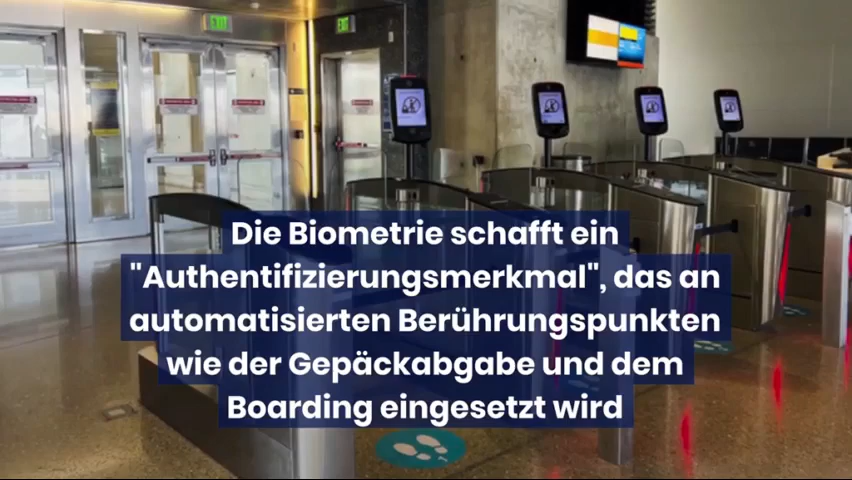 EXIT
EXIT
Die Biometrie schafft ein
"Authentifizierungsmerkmal", das an
automatisierten Berührungspunkten
wie der Gepäckabgabe und dem
Boarding eingesetzt wird